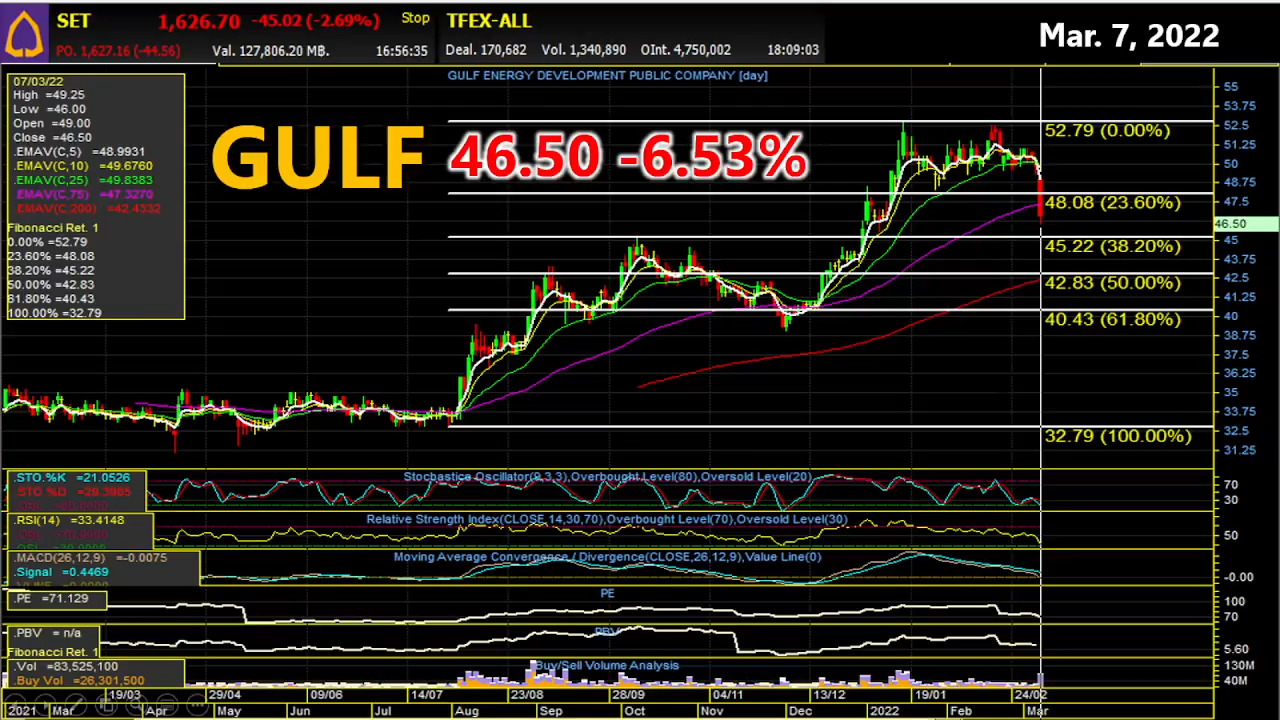 SET 1,626.70 -45.02 (-2.69%) Stop TFEX-ALL
PO. 1,627.16 (-44.56) Val. 127,806.20 MB. 16:56:35 Deal. 170,682 Vol. 1,340,890 OInt. 4,750,002 18:09:03
Mar. 7, 2022
GULF ENERGY DEVELOPMENT PUBLIC COMPANY [day]
07/03/22
High =49.25
Low =46.00
Open =49.00
Close =46.50
.EMAV(C,5) =48.9931
.EMAV(C,10) =49.6760
.EMAV(C,25) =49.8383
.EMAV(C,75) =47.3270
.EMAV(C,200) =42.4332
Fibonacci Ret. 1
0.00% =52.79
23.60% =48.08
38.20% =45.22
50.00% =42.83
61.80% =40.43
100.00% =32.79
GULF 46.50 -6.53%
52.79 (0.00%)
48.08 (23.60%)
45.22 (38.20%)
42.83 (50.00%)
40.43 (61.80%)
32.79 (100.00%)
55
53.75
52.5
51.25
50
48.75
47.5
46.50
45
43.75
42.5
41.25
40
38.75
37.5
36.25
35
33.75
32.5
31.25
.STO.%K =21.0526
.STO.%D =29.3985
Stochastics Oscillator(9,3,3),Overbought Level(80),Oversold Level(20)
70
30
.RSI(14) =33.4148
Relative Strength Index(CLOSE,14,30,70),Overbought Level(70),Oversold Level(30)
50
.MACD(26,12,9) =-0.0075
.Signal =0.4469
Moving Average Convergence / Divergence(CLOSE,26,12,9),Value Line(0)
-0.00
.PE =71.129
PE
100
70
.PBV = n/a
Fibonacci Ret. 1
PBV
5.60
.Vol =83,525,100
.Buy Vol =26,301,500
Buy/Sell Volume Analysis
130M
40M
19/03 29/04 09/06 14/07 23/08 28/09 04/11 13/12 19/01 24/02
2021 Mar Apr May Jun Jul Aug Sep Oct Nov Dec 2022 Feb Mar